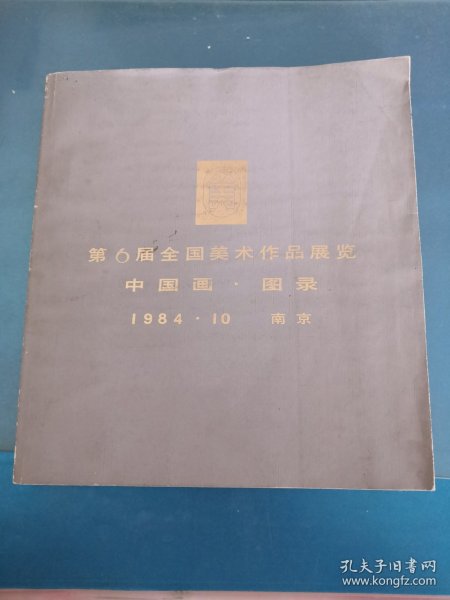 第6届全国美术作品展览
中国画·图录
1984·10 南京
孔夫子旧书网
www.kongfz.com